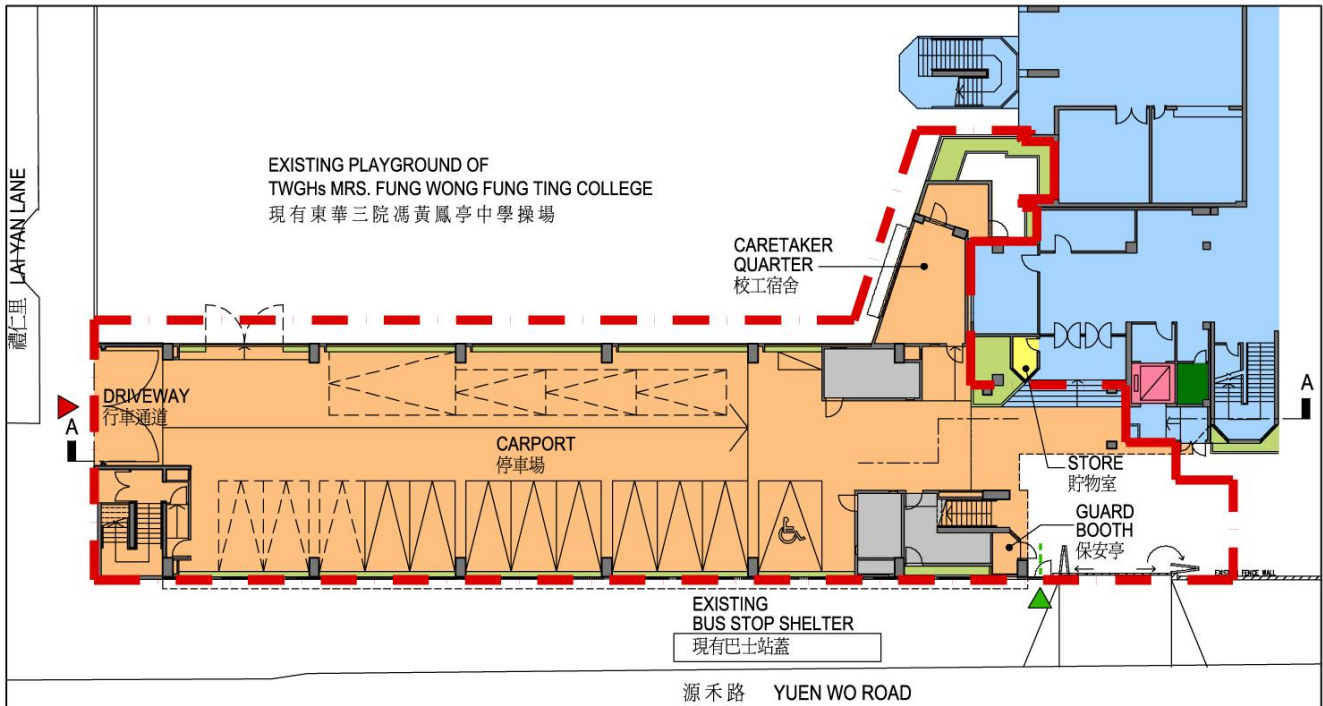 EXISTING PLAYGROUND OF
TWGHs MRS. FUNG WONG FUNG TING COLLEGE
現有東華三院馮黃鳳亭中學操場
禮仁里 LAI YAN LANE
CARETAKER
QUARTER
校工宿舍
DRIVEWAY
行車通道
A
A
CARPORT
停車場
STORE
貯物室
GUARD
BOOTH
保安亭
EXISTING FENCE WALL
EXISTING
BUS STOP SHELTER
現有巴士站蓋
源禾路 YUEN WO ROAD